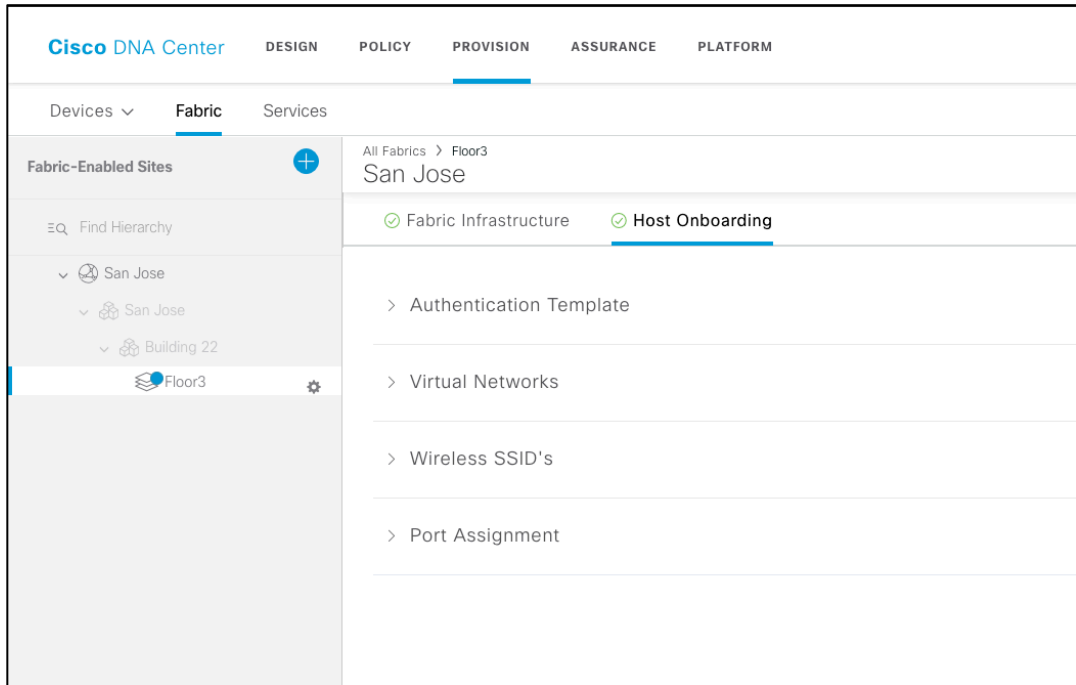 Cisco DNA Center DESIGN POLICY PROVISION ASSURANCE PLATFORM
Devices Fabric Services
Fabric-Enabled Sites
Find Hierarchy
San Jose
San Jose
Building 22
Floor3
All Fabrics > Floor3
San Jose
Fabric Infrastructure Host Onboarding
Authentication Template
Virtual Networks
Wireless SSID's
Port Assignment